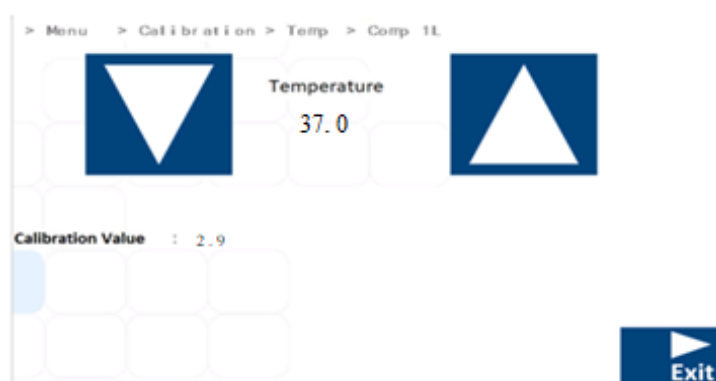 > Menu > Calibration > Temp > Comp 1L
Temperature
37.0
Calibration Value : 2.9
Exit